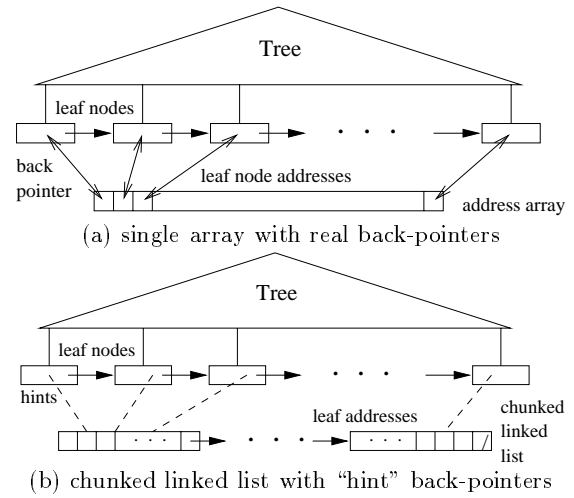 Tree
leaf nodes
. . .
back
pointer
leaf node addresses
address array
(a) single array with real back-pointers
Tree
leaf nodes
. . .
hints
leaf addresses
chunked
linked
list
. . .
. . .
. . .
(b) chunked linked list with “hint” back-pointers